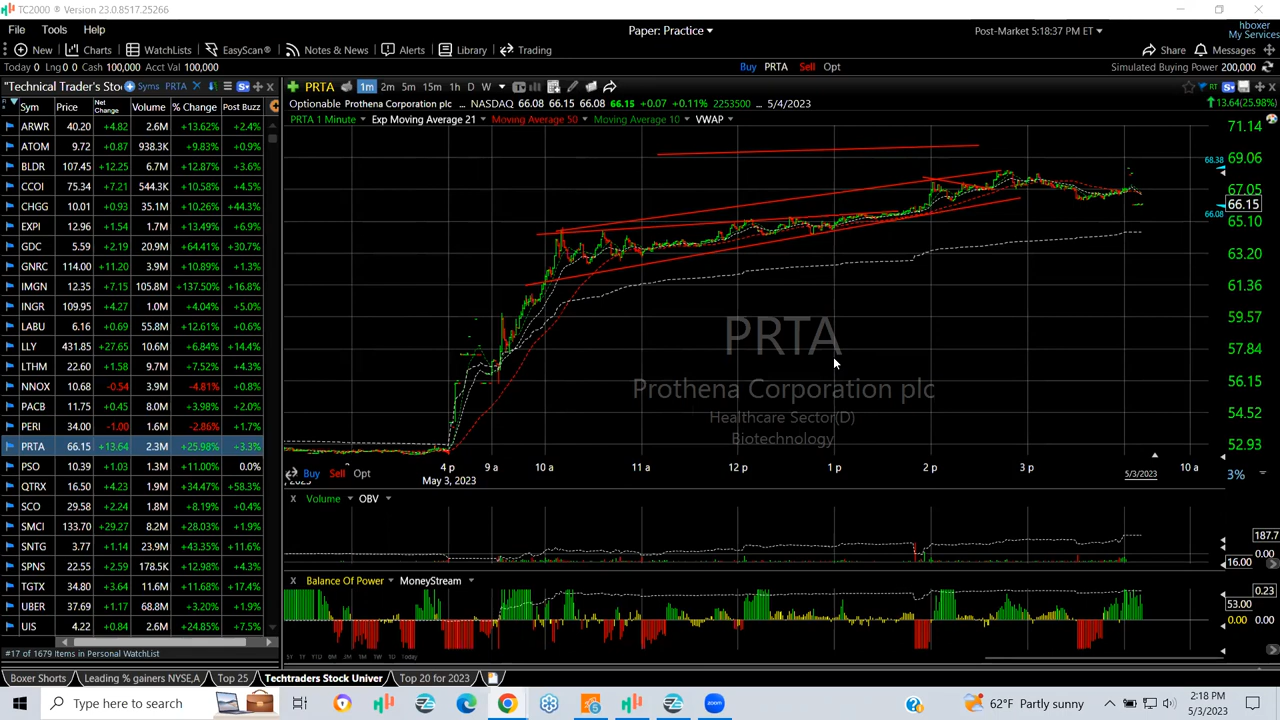 TC2000 ® Version 23.0.8517.25266
File Tools Help
Paper: Practice
Post-Market 5:18:37 PM ET
hboxer
My Services
New Charts WatchLists EasyScan® Notes & News Alerts Library Trading
Share Messages
Today 0 Lng 0 Cash 100,000 Acct Val 100,000
Buy PRTA Sell Opt
Simulated Buying Power 200,000
"Technical Trader's Stoc Syms PRTA
PRTA 1m 2m 5m 15m 1h D W
RT
Sym Price Net Change Volume % Change Post Buzz
Optionable Prothena Corporation plc ... NASDAQ 66.08 66.15 66.08 66.15 +0.07 +0.11% 2253500 ... 5/4/2023
13.64(25.98%)
PRTA 1 Minute Exp Moving Average 21 Moving Average 50 Moving Average 10 VWAP
ARWR 40.20 +4.82 2.6M +13.62% +2.4%
ATOM 9.72 +0.87 938.3K +9.83% +0.9%
BLDR 107.45 +12.25 6.7M +12.87% +3.6%
CCOI 75.34 +7.21 544.3K +10.58% +4.5%
CHGG 10.01 +0.93 35.1M +10.26% +44.3%
EXPI 12.96 +1.54 1.7M +13.49% +6.9%
GDC 5.59 +2.19 20.9M +64.41% +30.7%
GNRC 114.00 +11.20 3.9M +10.89% +1.3%
IMGN 12.35 +7.15 105.8M +137.50% +16.8%
INGR 109.95 +4.27 1.0M +4.04% +5.0%
LABU 6.16 +0.69 55.8M +12.61% +0.6%
LLY 431.85 +27.65 10.6M +6.84% +14.4%
LTHM 22.60 +1.58 9.7M +7.52% +4.3%
NNOX 10.68 -0.54 3.9M -4.81% +0.8%
PACB 11.75 +0.45 8.0M +3.98% +2.0%
PERI 34.00 -1.00 1.6M -2.86% +1.7%
PRTA 66.15 +13.64 2.3M +25.98% +3.3%
PSO 10.39 +1.03 1.3M +11.00% 0.0%
QTRX 16.50 +4.23 1.9M +34.47% +58.3%
SCO 29.58 +2.24 1.8M +8.19% +0.4%
SMCI 133.70 +29.27 8.2M +28.03% +1.9%
SNTG 3.77 +1.14 23.9M +43.35% +11.6%
SPNS 22.55 +2.59 178.5K +12.98% +4.3%
TGTX 34.80 +3.64 11.6M +11.68% +17.4%
UBER 37.69 +1.17 68.8M +3.20% +1.9%
UIS 4.22 +0.84 2.6M +24.85% +7.5%
71.14
69.06
68.38
67.05
66.15
66.08
65.10
63.20
61.36
59.57
57.84
56.15
54.52
52.93
PRTA
Prothena Corporation plc
Healthcare Sector(D)
Biotechnology
4 p 9 a 10 a 11 a 12 p 1 p 2 p 3 p 10 a
Buy Sell Opt
3%
, 2023 May 3, 2023 5/3/2023
Volume OBV
187.7
0.00
16.00
Balance Of Power MoneyStream
0.23
53.00
0.00 0.00
#17 of 1679 Items in Personal WatchList
Boxer Shorts Leading % gainers NYSE,A Top 25 Techtraders Stock Univer Top 20 for 2023
Type here to search
zoom
62°F Partly sunny
2:18 PM
5/3/2023